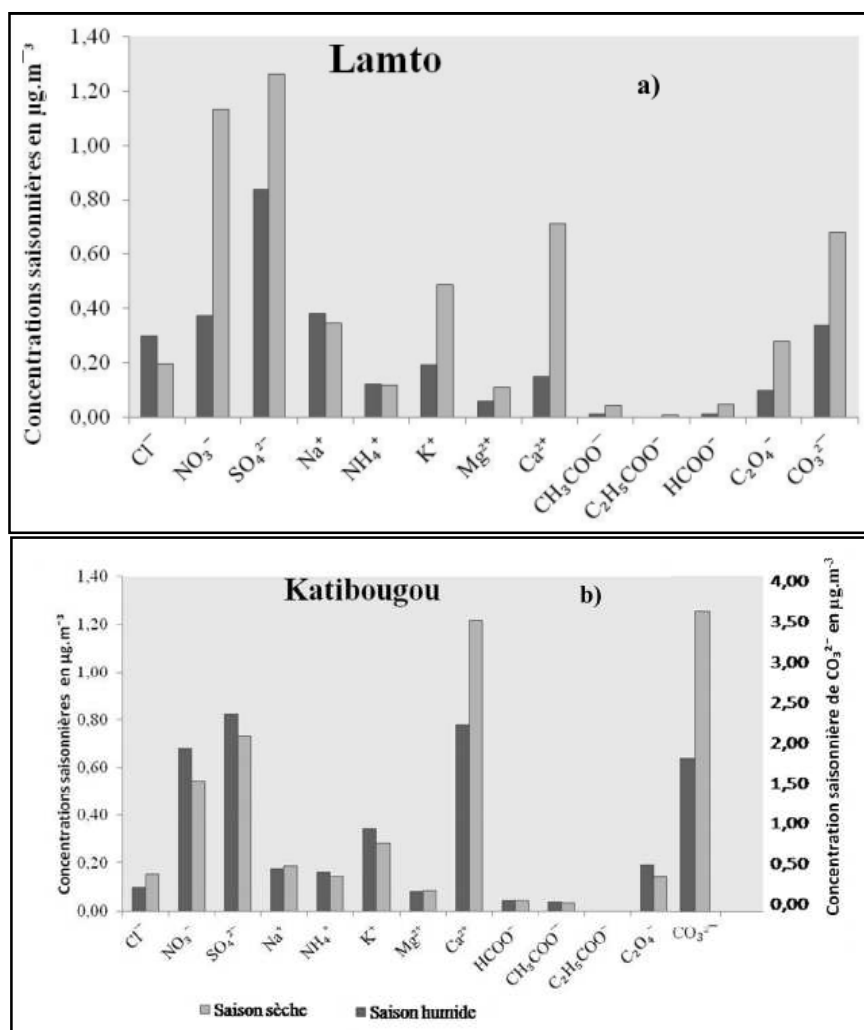 Lamto
a)
Concentrations saisonnières en µg.m⁻³
1,40
1,20
1,00
0,80
0,60
0,40
0,20
0,00
Cl⁻
NO₃⁻
SO₄²⁻
Na⁺
NH₄⁺
K⁺
Mg²⁺
Ca²⁺
CH₃COO⁻
C₂H₅COO⁻
HCOO⁻
C₂O₄⁻
CO₃²⁻
Katibougou
b)
Concentrations saisonnières en µg.m⁻³
1,40
1,20
1,00
0,80
0,60
0,40
0,20
0,00
Concentration saisonnière de CO₃²⁻ en µg.m⁻³
4,00
3,50
3,00
2,50
2,00
1,50
1,00
0,50
0,00
Cl⁻
NO₃⁻
SO₄²⁻
Na⁺
NH₄⁺
K⁺
Mg²⁺
Ca²⁺
HCOO⁻
CH₃COO⁻
C₂H₅COO⁻
C₂O₄⁻
CO₃²⁻
Saison sèche
Saison humide